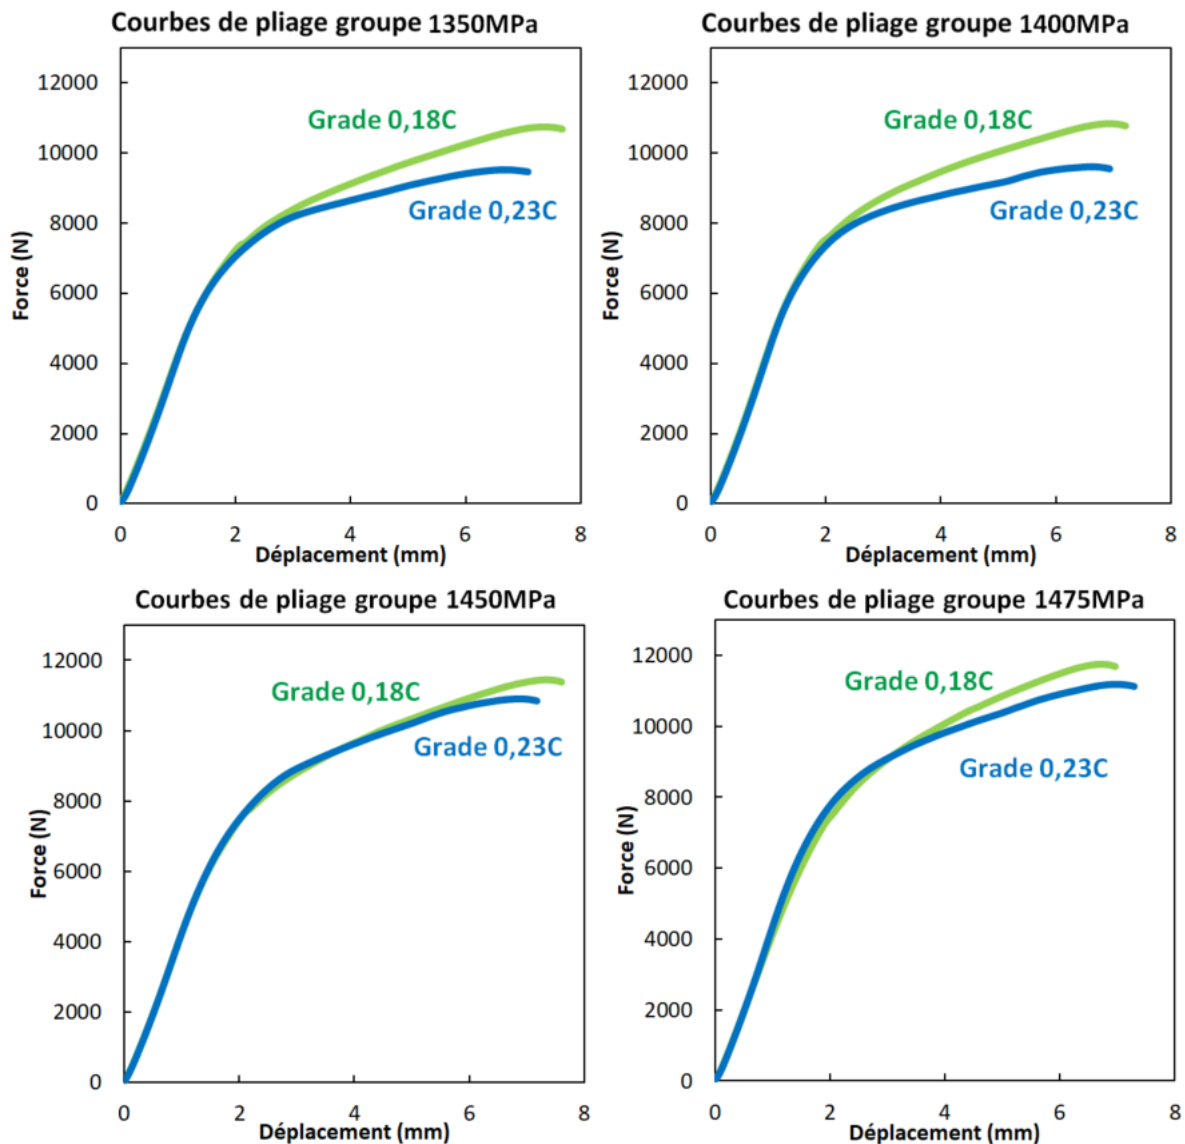 Courbes de pliage groupe 1350MPa
12000
10000
8000
6000
4000
2000
0
Force (N)
Grade 0,18C
Grade 0,23C
0 2 4 6 8
Déplacement (mm)
Courbes de pliage groupe 1400MPa
12000
10000
8000
6000
4000
2000
0
Force (N)
Grade 0,18C
Grade 0,23C
0 2 4 6 8
Déplacement (mm)
Courbes de pliage groupe 1450MPa
12000
10000
8000
6000
4000
2000
0
Force (N)
Grade 0,18C
Grade 0,23C
0 2 4 6 8
Déplacement (mm)
Courbes de pliage groupe 1475MPa
12000
10000
8000
6000
4000
2000
0
Force (N)
Grade 0,18C
Grade 0,23C
0 2 4 6 8
Déplacement (mm)